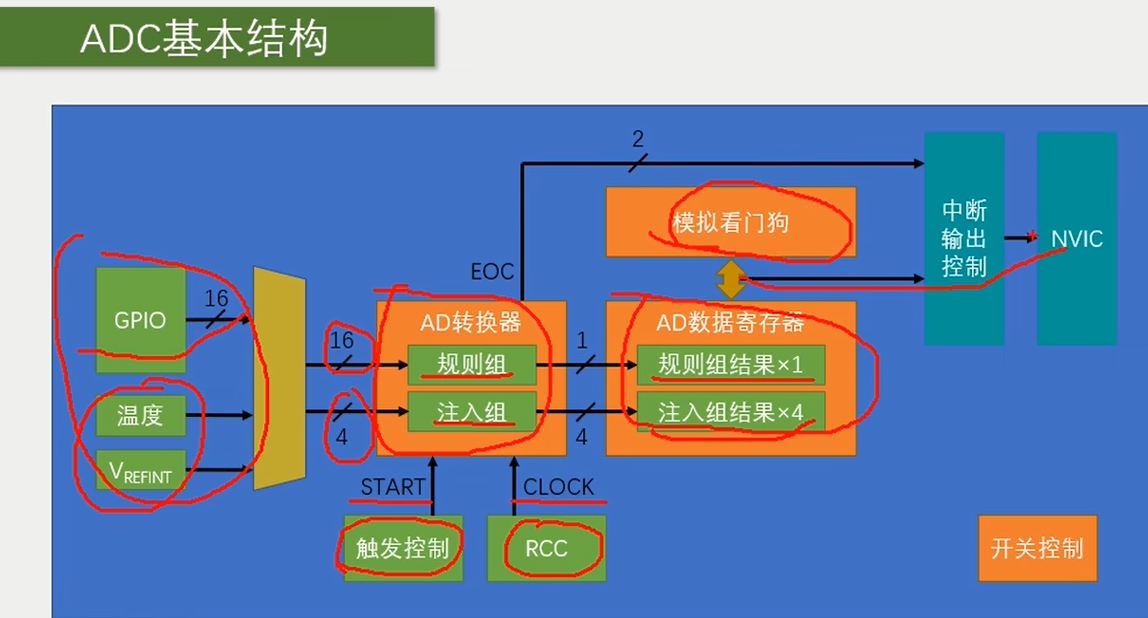 ADC基本结构
2
模拟看门狗
中断
输出
控制
NVIC
EOC
GPIO
16
16
4
AD转换器
规则组
注入组
1
4
AD数据寄存器
规则组结果×1
注入组结果×4
温度
VREFINT
START
CLOCK
触发控制
RCC
开关控制